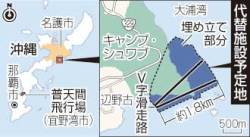 代替施設予定地
名護市
沖縄
那覇市
普天間
飛行場
(宜野湾市)
大浦湾
埋め立て
部分
キャンプ・
シュワブ
V字滑走路
辺野古
約1.8km
500m